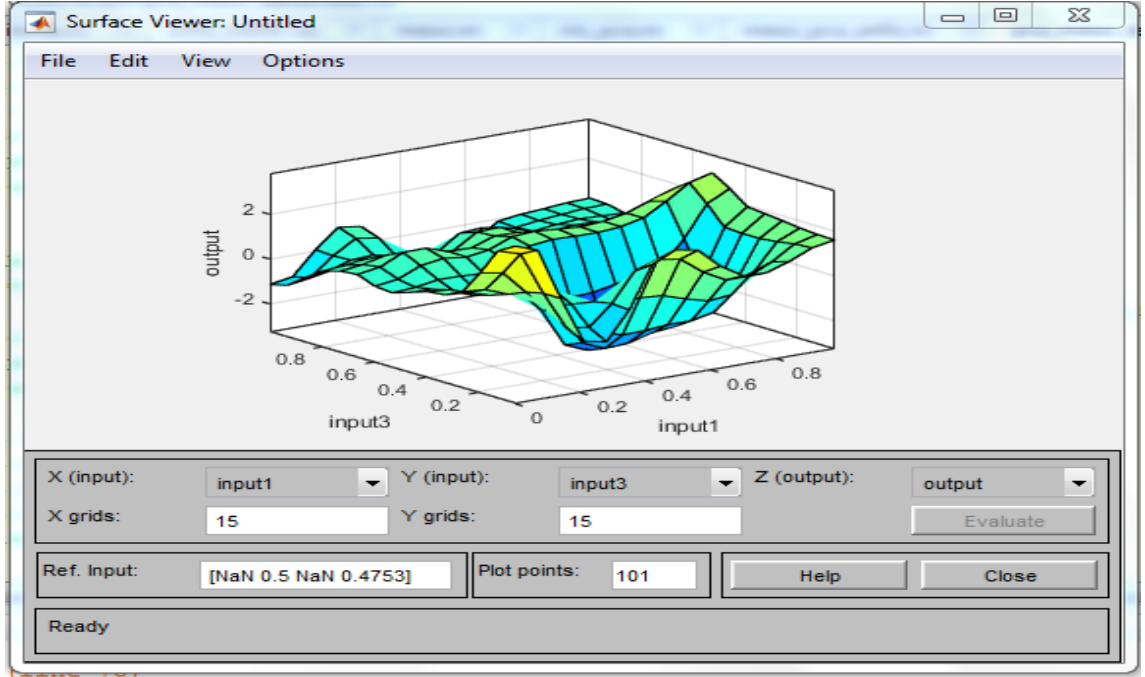 Surface Viewer: Untitled
File Edit View Options
2
0
-2
output
0.8
0.6
0.4
0.2
input3
0
0.2
0.4
0.6
0.8
input1
X (input): input1 Y (input): input3 Z (output): output
X grids: 15 Y grids: 15 Evaluate
Ref. Input: [NaN 0.5 NaN 0.4753] Plot points: 101 Help Close
Ready